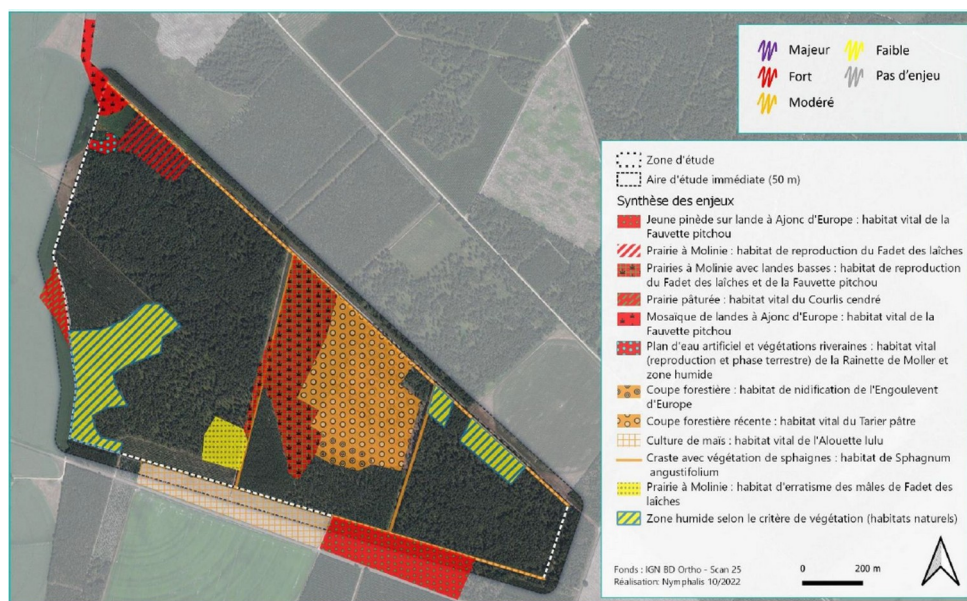 Majeur
Faible
Fort
Pas d'enjeu
Modéré
Zone d'étude
Aire d'étude immédiate (50 m)
Synthèse des enjeux
Jeune pinède sur lande à Ajonc d'Europe : habitat vital de la
Fauvette pitchou
Prairie à Molinie : habitat de reproduction du Fadet des laîches
Prairies à Molinie avec landes basses : habitat de reproduction
du Fadet des laîches et de la Fauvette pitchou
Prairie pâturée : habitat vital du Courlis cendré
Mosaïque de landes à Ajonc d'Europe : habitat vital de la
Fauvette pitchou
Plan d'eau artificiel et végétations riveraines : habitat vital
(reproduction et phase terrestre) de la Rainette de Moller et
zone humide
Coupe forestière : habitat de nidification de l'Engoulevent
d'Europe
Coupe forestière récente : habitat vital du Tarier pâtre
Culture de maïs : habitat vital de l'Alouette lulu
Craste avec végétation de sphaignes : habitat de Sphagnum
angustifolium
Prairie à Molinie : habitat d'erratisme des mâles de Fadet des
laîches
Zone humide selon le critère de végétation (habitats naturels)
Fonds : IGN BD Ortho - Scan 25
Réalisation: Nymphalis 10/2022
0 200 m